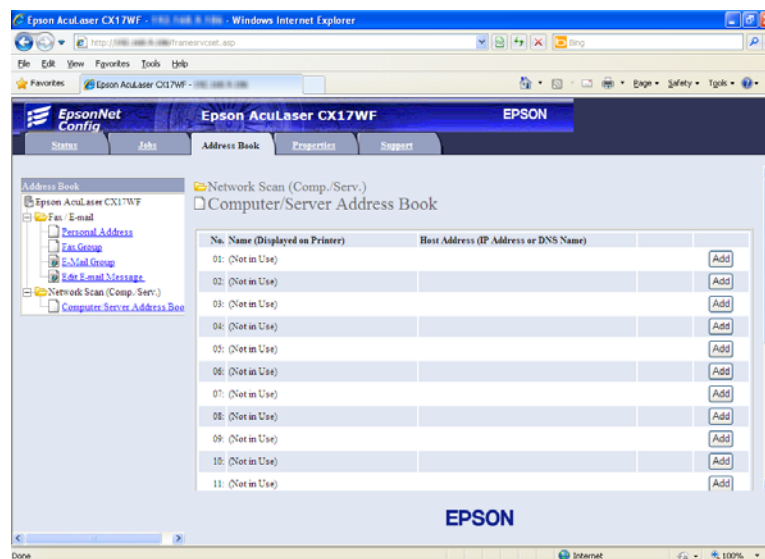 Epson AcuLaser CX17WF - - Windows Internet Explorer
http:// /framesrvcset.asp
Bing
File Edit View Favorites Tools Help
Favorites Epson AcuLaser CX17WF -
Page Safety Tools
EpsonNet Config
Epson AcuLaser CX17WF
EPSON
Status Jobs Address Book Properties Support
Address Book
Epson AcuLaser CX17WF
Fax / E-mail
Personal Address
Fax Group
E-Mail Group
Edit E-mail Message
Network Scan (Comp./Serv.)
Computer/Server Address Boo
Network Scan (Comp./Serv.)
Computer/Server Address Book
No. Name (Displayed on Printer) Host Address (IP Address or DNS Name)
01: (Not in Use) Add
02: (Not in Use) Add
03: (Not in Use) Add
04: (Not in Use) Add
05: (Not in Use) Add
06: (Not in Use) Add
07: (Not in Use) Add
08: (Not in Use) Add
09: (Not in Use) Add
10: (Not in Use) Add
11: (Not in Use) Add
EPSON
Done Internet 100%